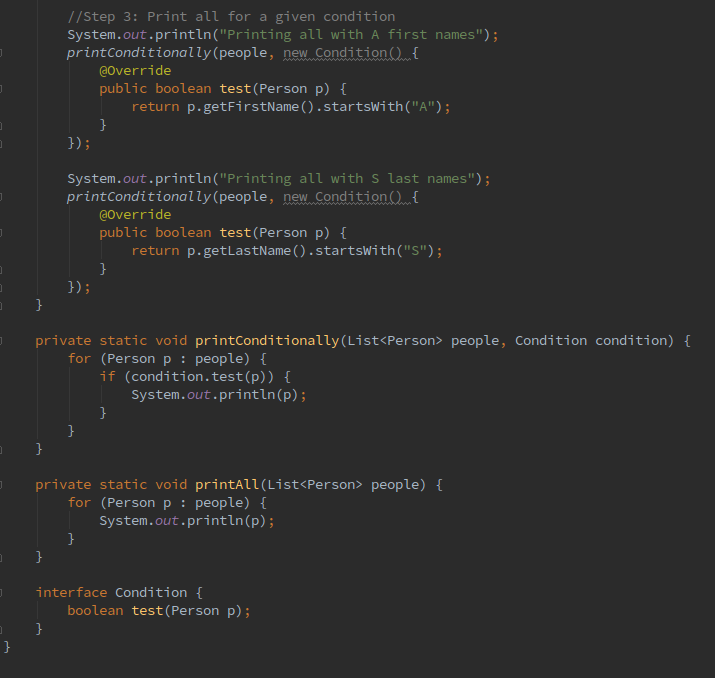 //Step 3: Print all for a given condition
System.out.println("Printing all with A first names");
printConditionally(people, new Condition() {
@Override
public boolean test(Person p) {
return p.getFirstName().startsWith("A");
}
});
System.out.println("Printing all with S last names");
printConditionally(people, new Condition() {
@Override
public boolean test(Person p) {
return p.getLastName().startsWith("S");
}
});
}
private static void printConditionally(List<Person> people, Condition condition) {
for (Person p : people) {
if (condition.test(p)) {
System.out.println(p);
}
}
}
private static void printAll(List<Person> people) {
for (Person p : people) {
System.out.println(p);
}
}
interface Condition {
boolean test(Person p);
}
}